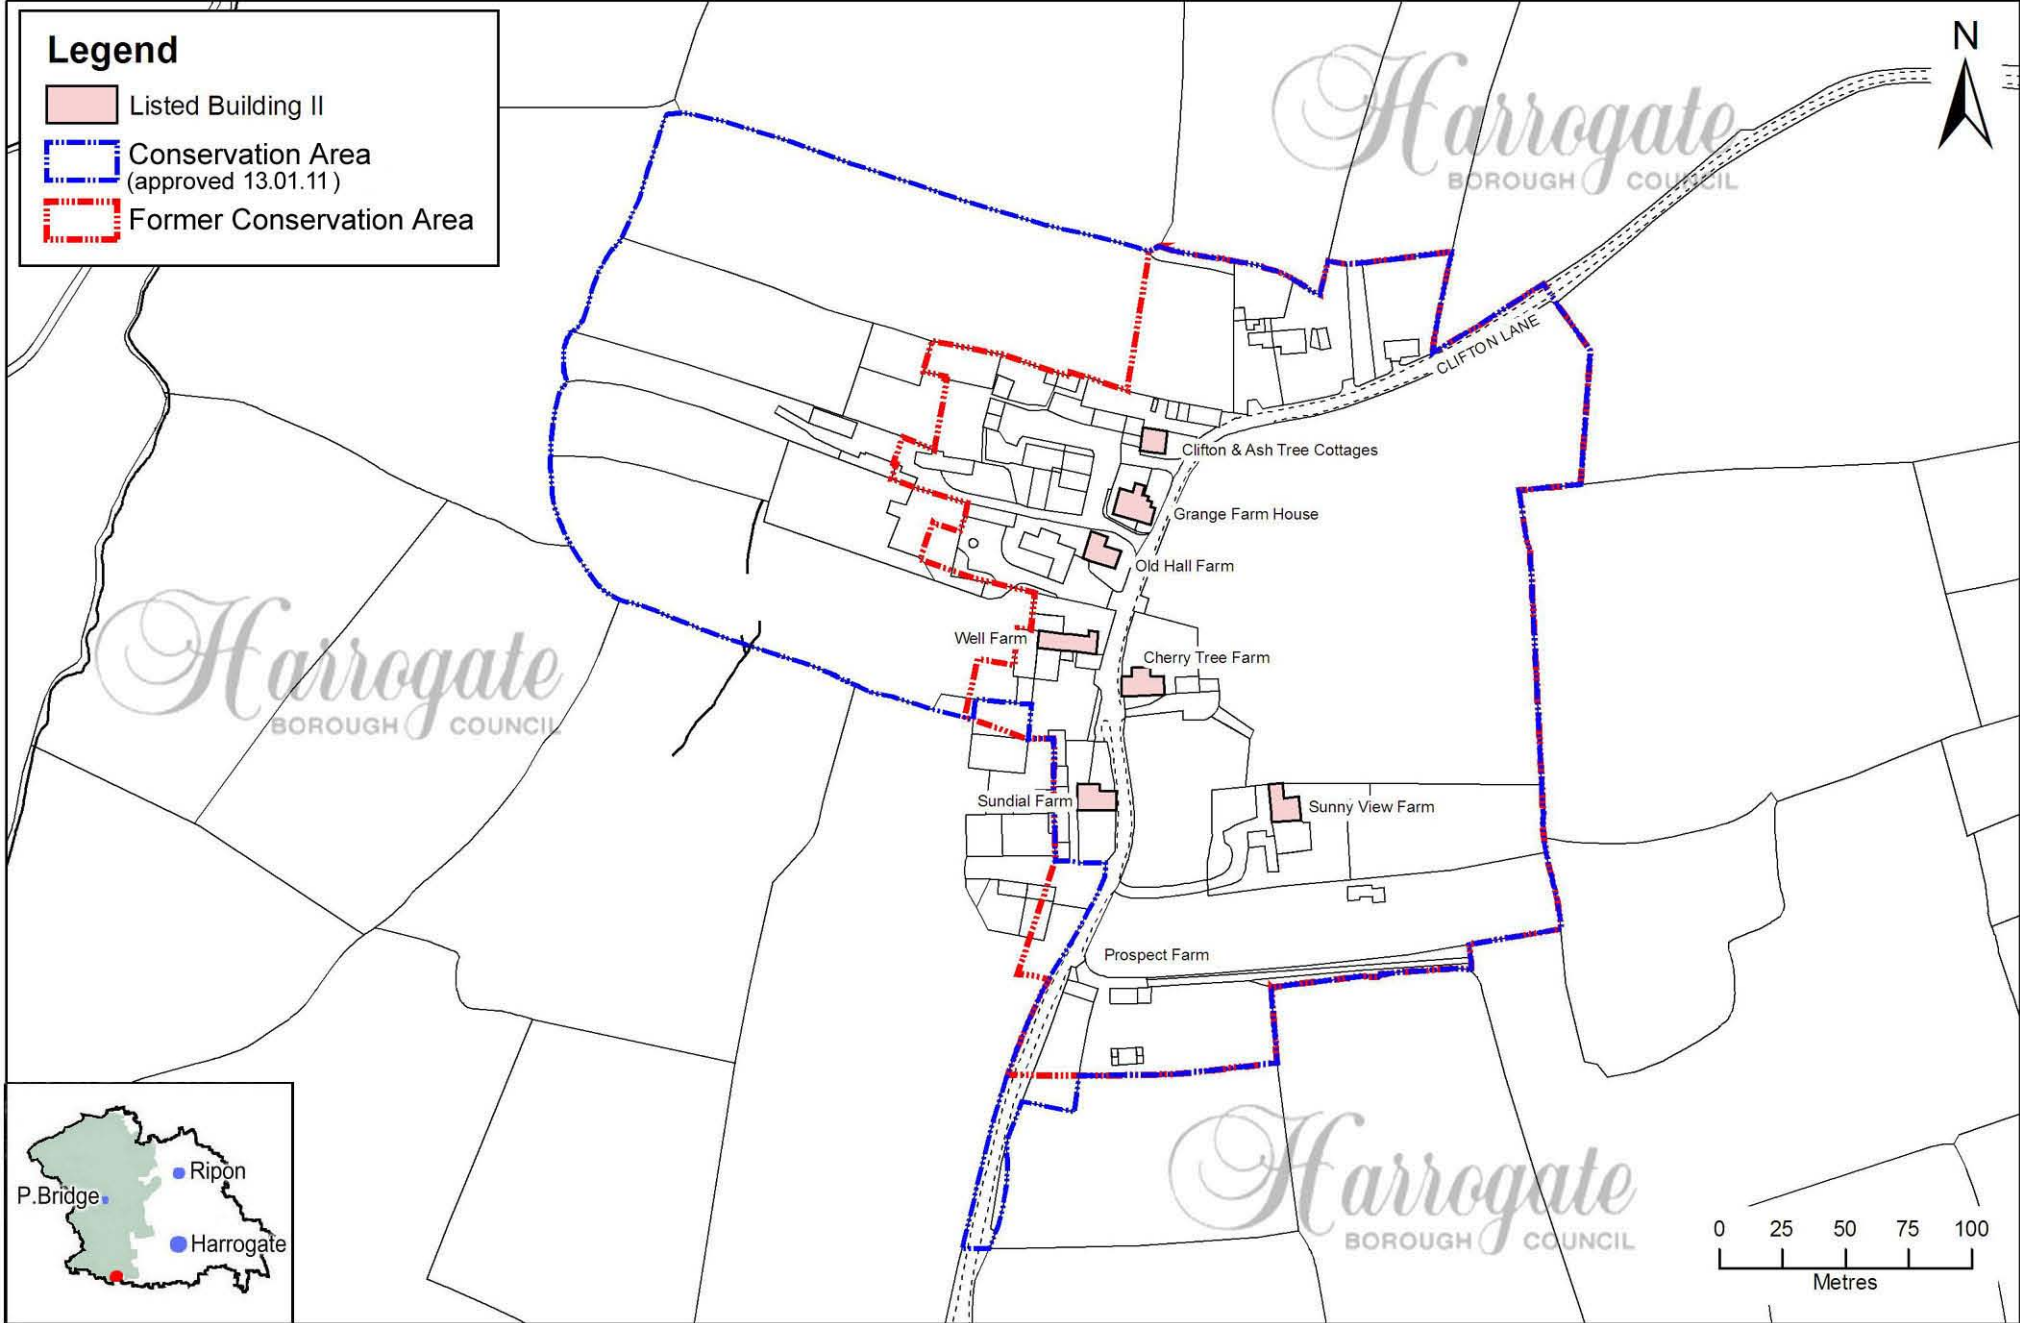 Legend
Listed Building II
Conservation Area
(approved 13.01.11)
Former Conservation Area
N
Harrogate
BOROUGH COUNCIL
CLIFTON LANE
Clifton & Ash Tree Cottages
Grange Farm House
Old Hall Farm
Well Farm
Cherry Tree Farm
Harrogate
BOROUGH COUNCIL
Sundial Farm
Sunny View Farm
Prospect Farm
Ripon
P.Bridge
Harrogate
Harrogate
BOROUGH COUNCIL
0 25 50 75 100
Metres